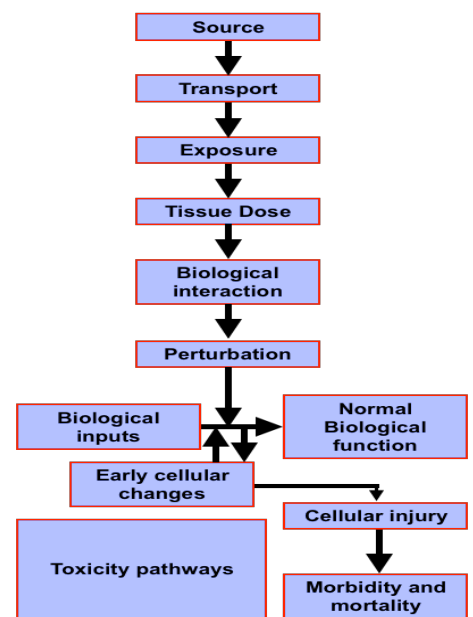 Source
Transport
Exposure
Tissue Dose
Biological
interaction
Perturbation
Biological
inputs
Normal
Biological
function
Early cellular
changes
Cellular injury
Toxicity pathways
Morbidity and
mortality